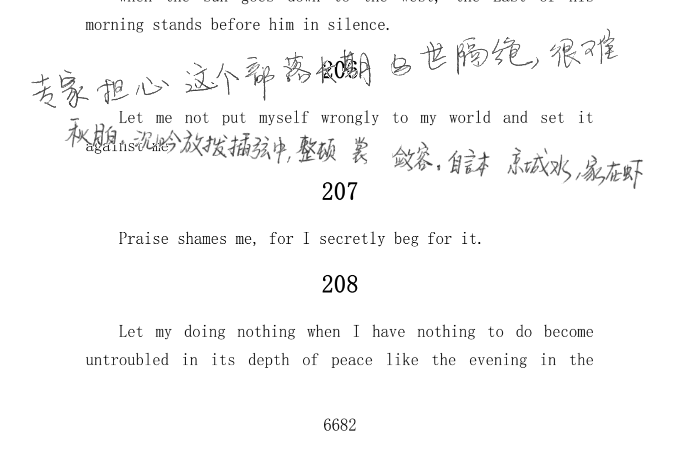 when the sun goes down to the west, the East of his
morning stands before him in silence.
专家担心这个部落长期与世隔绝,很难
206
Let me not put myself wrongly to my world and set it
秋月白.沉吟放拨插弦中,整顿 裳 敛容.自言本 京城水,家在虾
against me.
207
Praise shames me, for I secretly beg for it.
208
Let my doing nothing when I have nothing to do become
untroubled in its depth of peace like the evening in the
6682